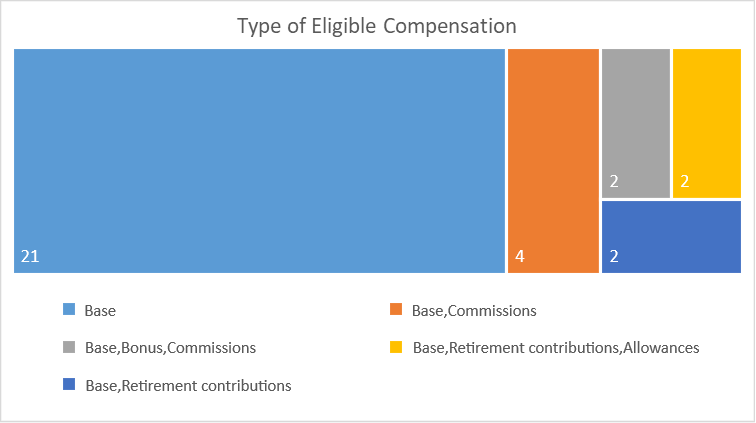 Type of Eligible Compensation
2
2
21
4
2
Base
Base,Commissions
Base,Bonus,Commissions
Base,Retirement contributions,Allowances
Base,Retirement contributions